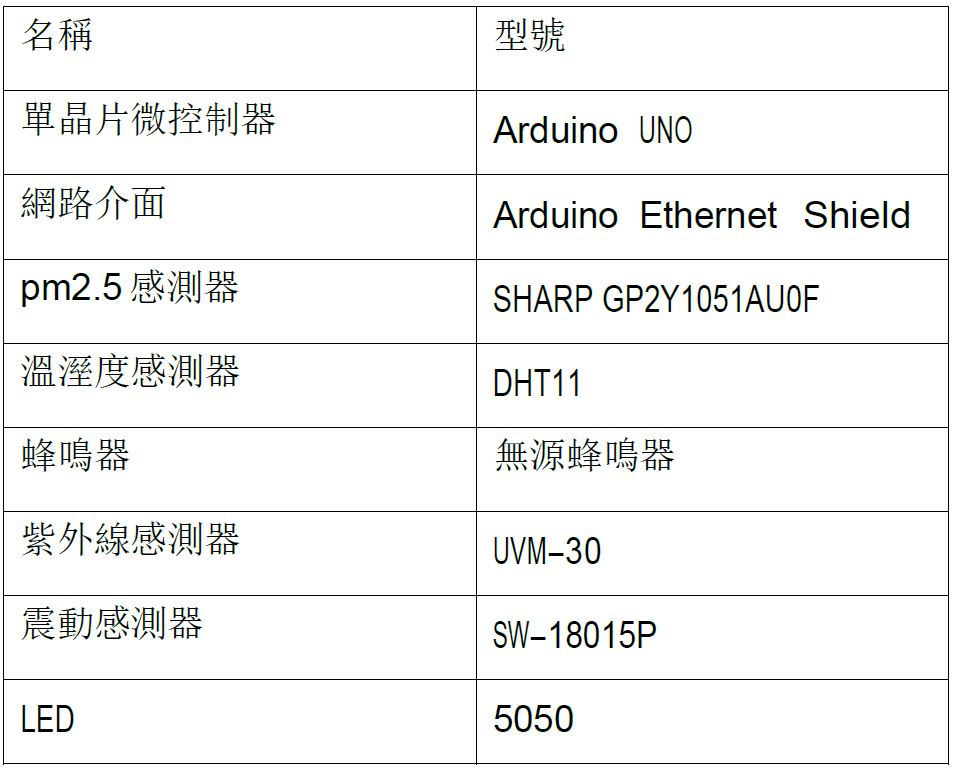 名稱 型號
單晶片微控制器 Arduino UNO
網路介面 Arduino Ethernet Shield
pm2.5感測器 SHARP GP2Y1051AU0F
溫溼度感測器 DHT11
蜂鳴器 無源蜂鳴器
紫外線感測器 UVM–30
震動感測器 SW–18015P
LED 5050